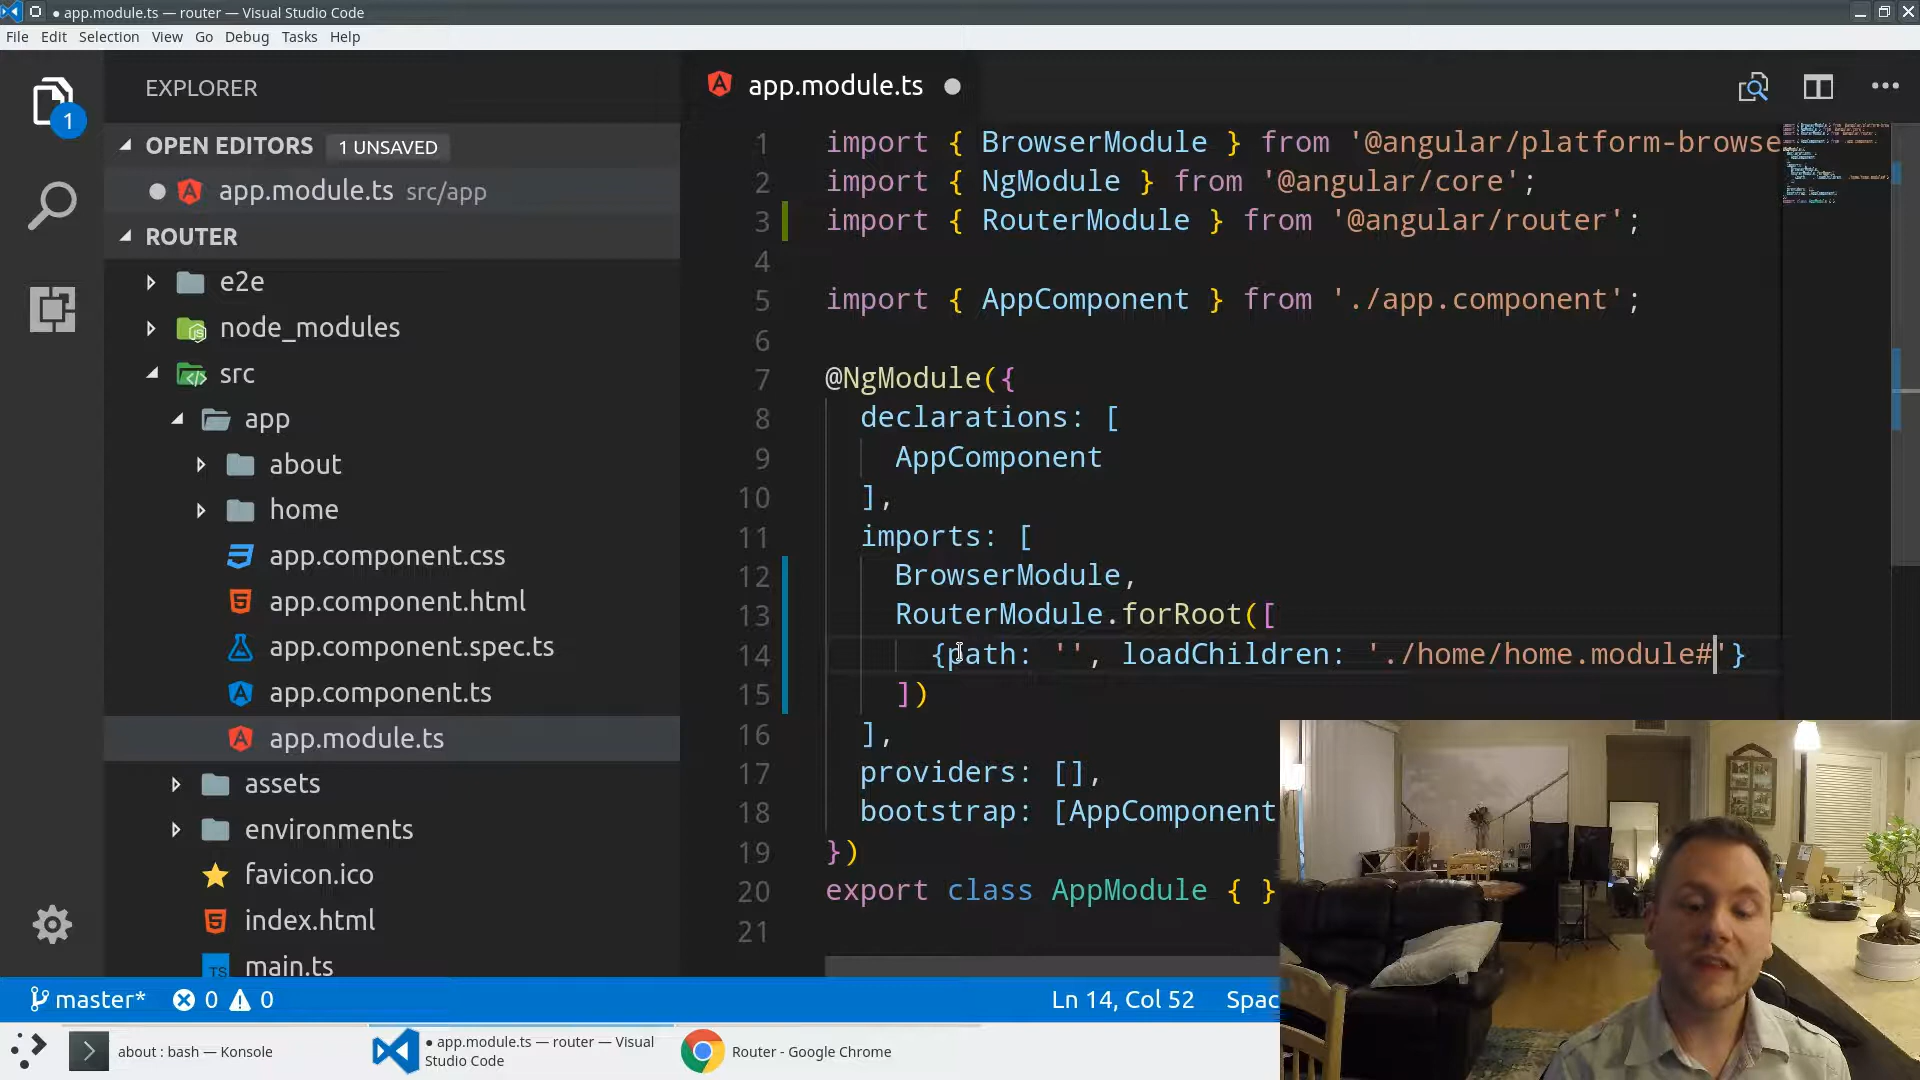 app.module.ts — router — Visual Studio Code
File Edit Selection View Go Debug Tasks Help
EXPLORER
1
OPEN EDITORS 1 UNSAVED
app.module.ts src/app
ROUTER
e2e
node_modules
src
app
about
home
app.component.css
app.component.html
app.component.spec.ts
app.component.ts
app.module.ts
assets
environments
favicon.ico
index.html
TS main.ts
app.module.ts
1 import { BrowserModule } from '@angular/platform-browse
2 import { NgModule } from '@angular/core';
3 import { RouterModule } from '@angular/router';
4
5 import { AppComponent } from './app.component';
6
7 @NgModule({
8 declarations: [
9 AppComponent
10 ],
11 imports: [
12 BrowserModule,
13 RouterModule.forRoot([
14 {path: '', loadChildren: './home/home.module#'}
15 ])
16 ],
17 providers: [],
18 bootstrap: [AppComponent
19 })
20 export class AppModule { }
21
master* 0 0 Ln 14, Col 52 Spac
about : bash — Konsole
app.module.ts — router — Visual
Studio Code
Router - Google Chrome